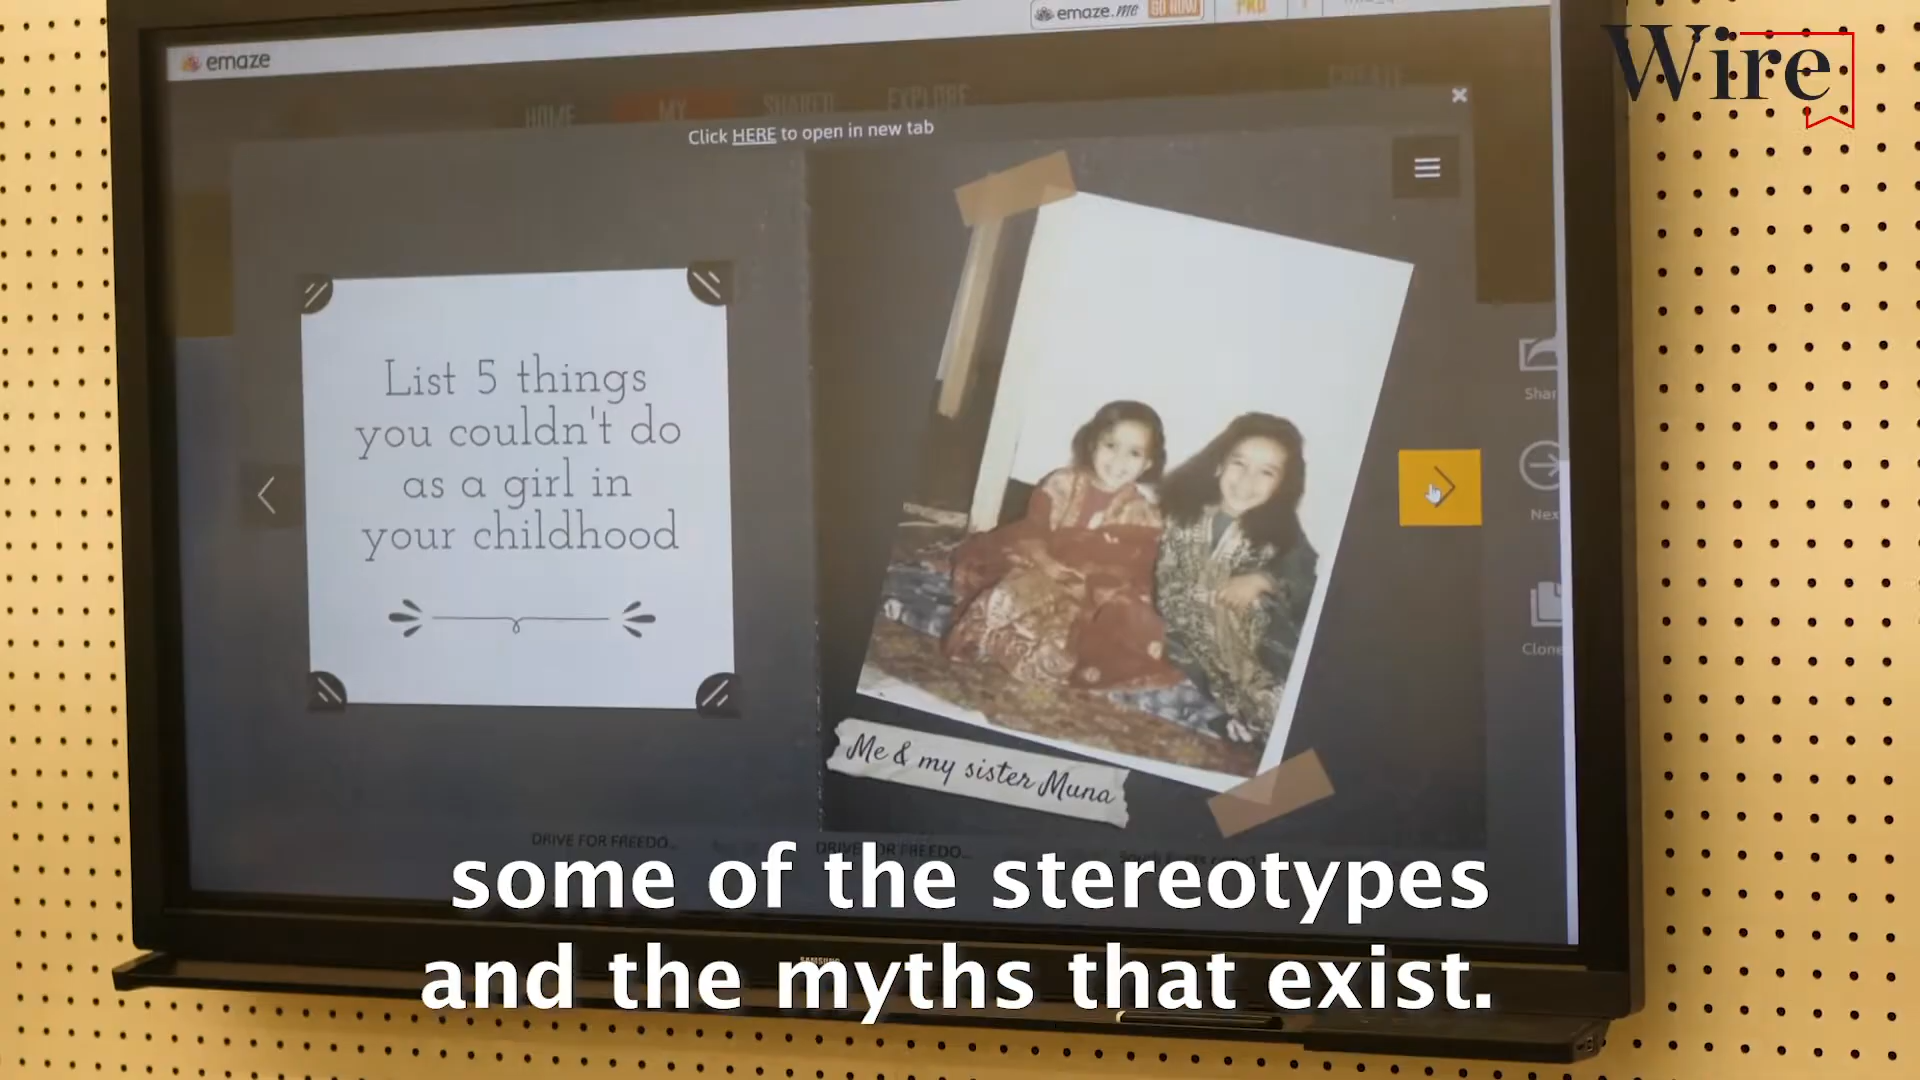 emaze
emaze.me GO NOW
PRO
Wire
HOME MY SHARED EXPLORE
CREATE
Click HERE to open in new tab
List 5 things
you couldn't do
as a girl in
your childhood
Me & my sister Muna
Shar
Nex
Clone
DRIVE FOR FREEDO...
DRIVE FOR FREEDO...
some of the stereotypes
and the myths that exist.
SAMSUNG